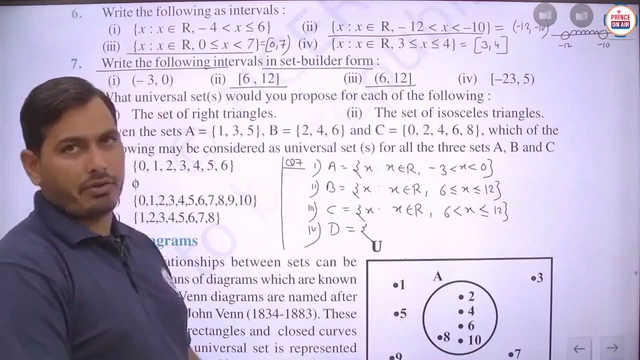 6. Write the following as intervals :
(i) {x : x ∈ R, – 4 < x ≤ 6} (ii) {x : x ∈ R, – 12 < x < –10} = (-12, -10)
-12 -10
(iii) {x : x ∈ R, 0 ≤ x < 7} = [0,7) (iv) {x : x ∈ R, 3 ≤ x ≤ 4} = [3,4]
7. Write the following intervals in set-builder form :
(i) (– 3, 0) (ii) [6 , 12] (iii) (6, 12] (iv) [–23, 5)
What universal set(s) would you propose for each of the following :
The set of right triangles. (ii) The set of isosceles triangles.
the sets A = {1, 3, 5}, B = {2, 4, 6} and C = {0, 2, 4, 6, 8}, which of the
may be considered as universal set (s) for all the three sets A, B and C
{0, 1, 2, 3, 4, 5, 6}
ϕ
{0,1,2,3,4,5,6,7,8,9,10}
{1,2,3,4,5,6,7,8}
i) A = {x : x ∈ R, -3 < x < 0}
ii) B = {x : x ∈ R, 6 ≤ x ≤ 12}
iii) C = {x : x ∈ R, 6 < x ≤ 12}
iv) D = {
relationships between sets can be
of diagrams which are known
Venn diagrams are named after
John Venn (1834-1883). These
rectangles and closed curves
universal set is represented
U
A
1
3
5
2
4
6
8
10
7
9
PRINCE